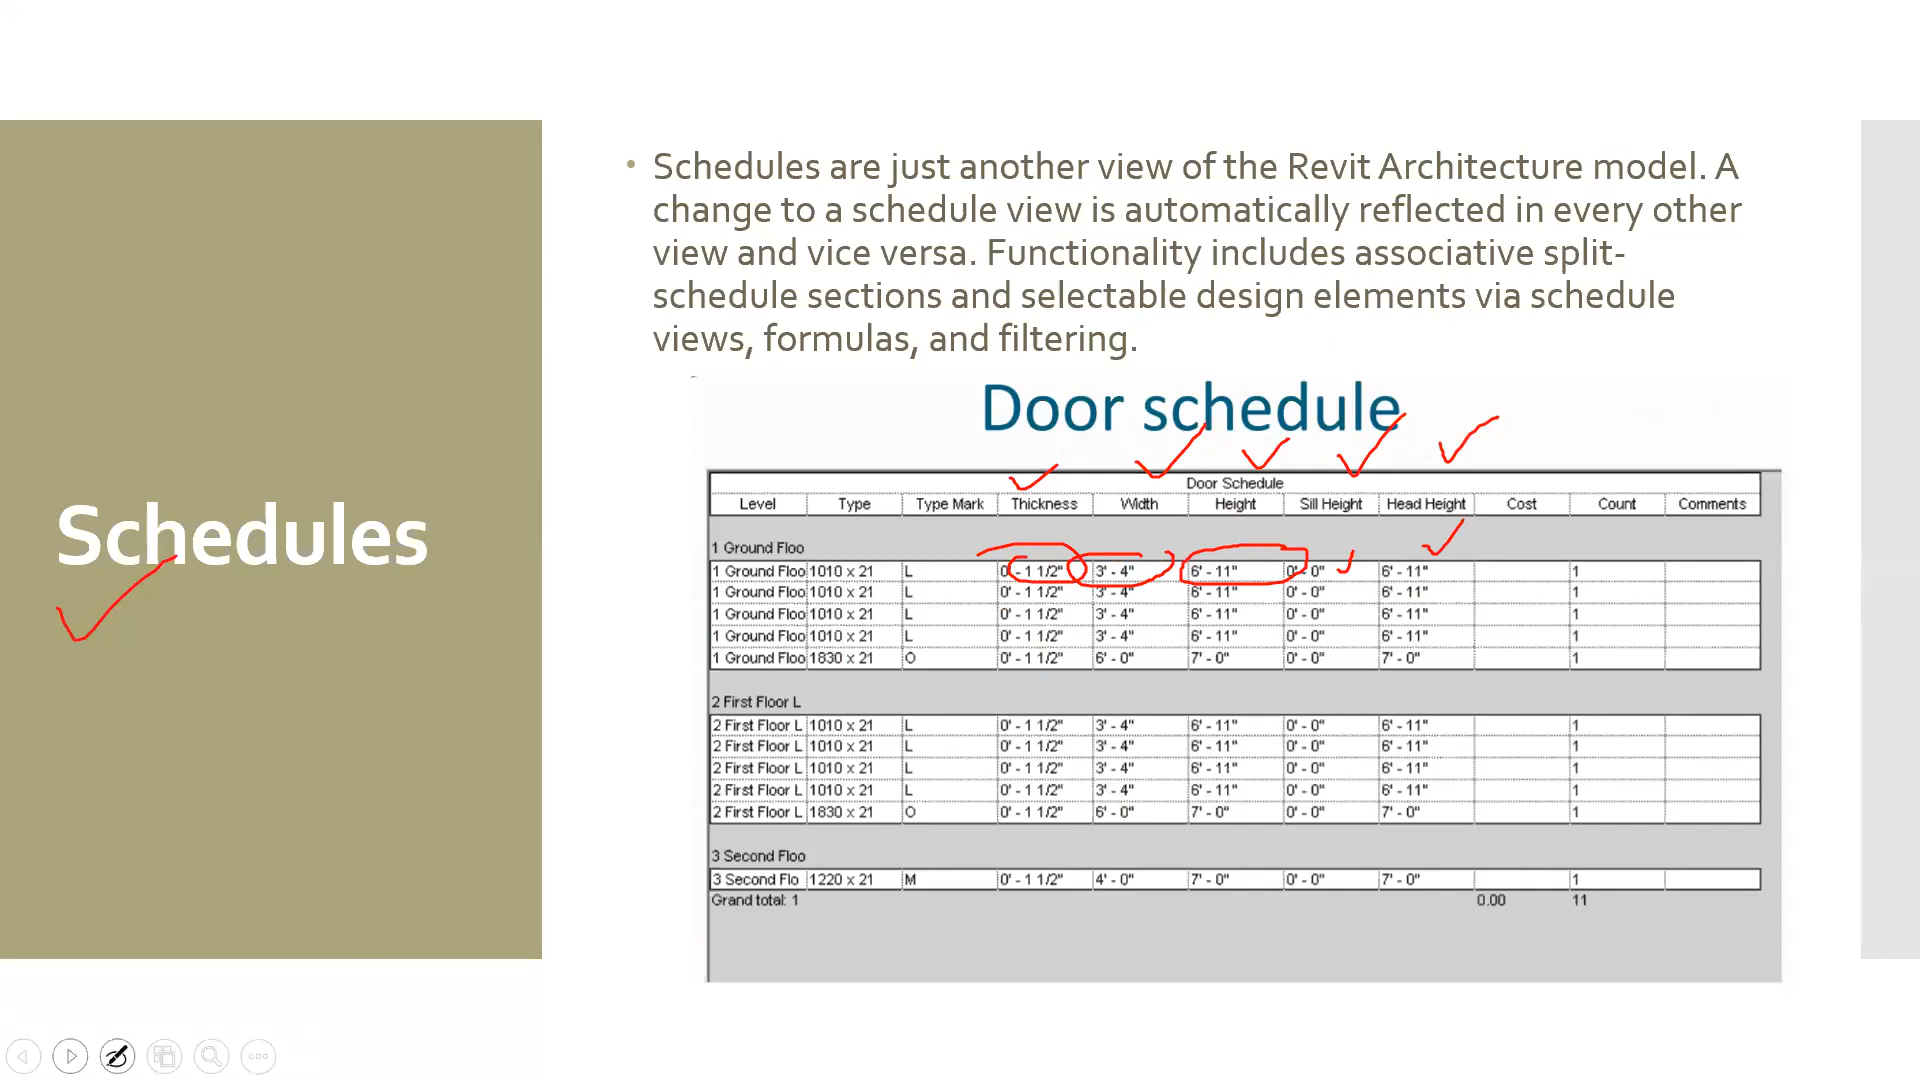 Schedules
• Schedules are just another view of the Revit Architecture model. A
change to a schedule view is automatically reflected in every other
view and vice versa. Functionality includes associative split-
schedule sections and selectable design elements via schedule
views, formulas, and filtering.
Door schedule
Door Schedule
Level Type Type Mark Thickness Width Height Sill Height Head Height Cost Count Comments
1 Ground Floo
1 Ground Floo 1010 x 21 L 0' - 1 1/2" 3' - 4" 6' - 11" 0' - 0" 6' - 11" 1
1 Ground Floo 1010 x 21 L 0' - 1 1/2" 3' - 4" 6' - 11" 0' - 0" 6' - 11" 1
1 Ground Floo 1010 x 21 L 0' - 1 1/2" 3' - 4" 6' - 11" 0' - 0" 6' - 11" 1
1 Ground Floo 1010 x 21 L 0' - 1 1/2" 3' - 4" 6' - 11" 0' - 0" 6' - 11" 1
1 Ground Floo 1830 x 21 O 0' - 1 1/2" 6' - 0" 7' - 0" 0' - 0" 7' - 0" 1
2 First Floor L
2 First Floor L 1010 x 21 L 0' - 1 1/2" 3' - 4" 6' - 11" 0' - 0" 6' - 11" 1
2 First Floor L 1010 x 21 L 0' - 1 1/2" 3' - 4" 6' - 11" 0' - 0" 6' - 11" 1
2 First Floor L 1010 x 21 L 0' - 1 1/2" 3' - 4" 6' - 11" 0' - 0" 6' - 11" 1
2 First Floor L 1010 x 21 L 0' - 1 1/2" 3' - 4" 6' - 11" 0' - 0" 6' - 11" 1
2 First Floor L 1830 x 21 O 0' - 1 1/2" 6' - 0" 7' - 0" 0' - 0" 7' - 0" 1
3 Second Floo
3 Second Flo 1220 x 21 M 0' - 1 1/2" 4' - 0" 7' - 0" 0' - 0" 7' - 0" 1
Grand total: 1 0.00 11